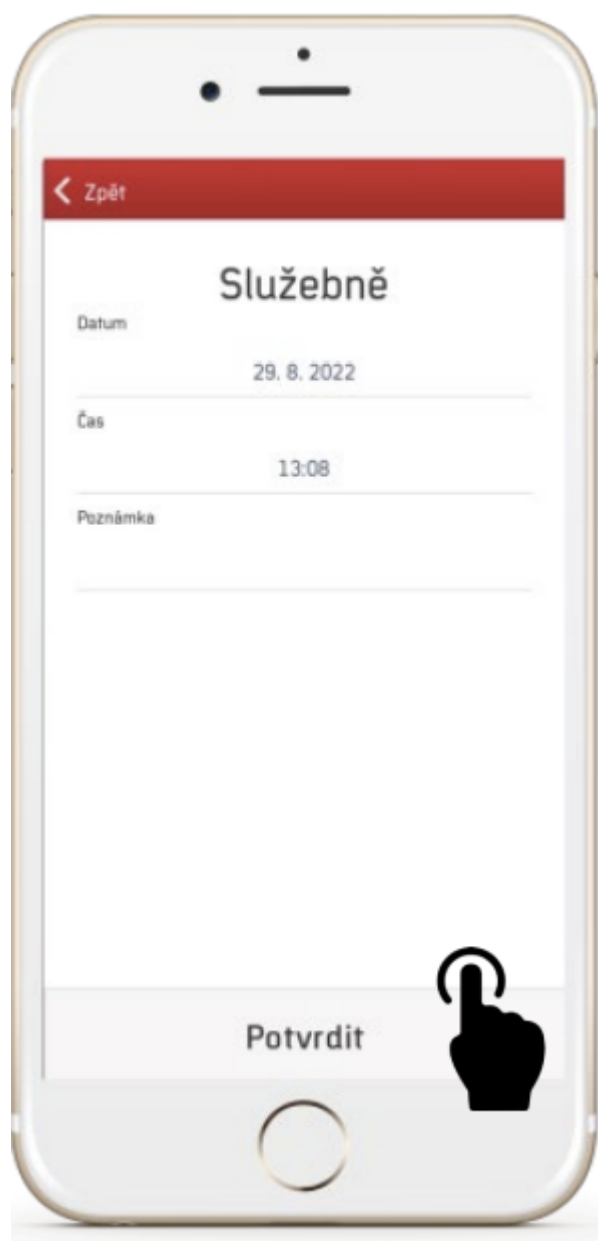 Zpět
Služebně
Datum
29. 8. 2022
Čas
13:08
Poznámka
Potvrdit